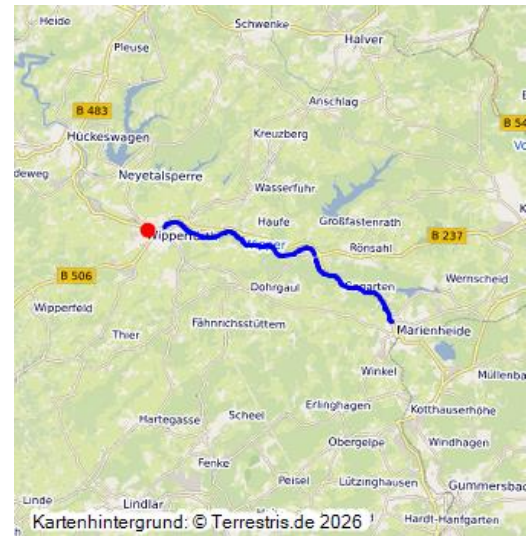 Heide
Pleuse
Schwenke
Halver
B 483
Anschlag
B 54
Hückeswagen
Kreuzberg
Neyetalsperre
Wasserfuhr
Haufe
Großfastenrath
Rönsahl
B 237
B 506
Dohrgaul
Wernscheid
Wipperfeld
Fähnrichsstüttem
Marienheide
Thier
Winkel
Müllenba
Erlinghagen
Kotthauserhöhe
Hartegasse
Scheel
Obergelpe
Windhagen
Fenke
Peisel
Lützinghausen
Gummersba
Linde
Lindlar
Hardt-Hanfgarten
Kartenhintergrund: © Terrestris.de 2026